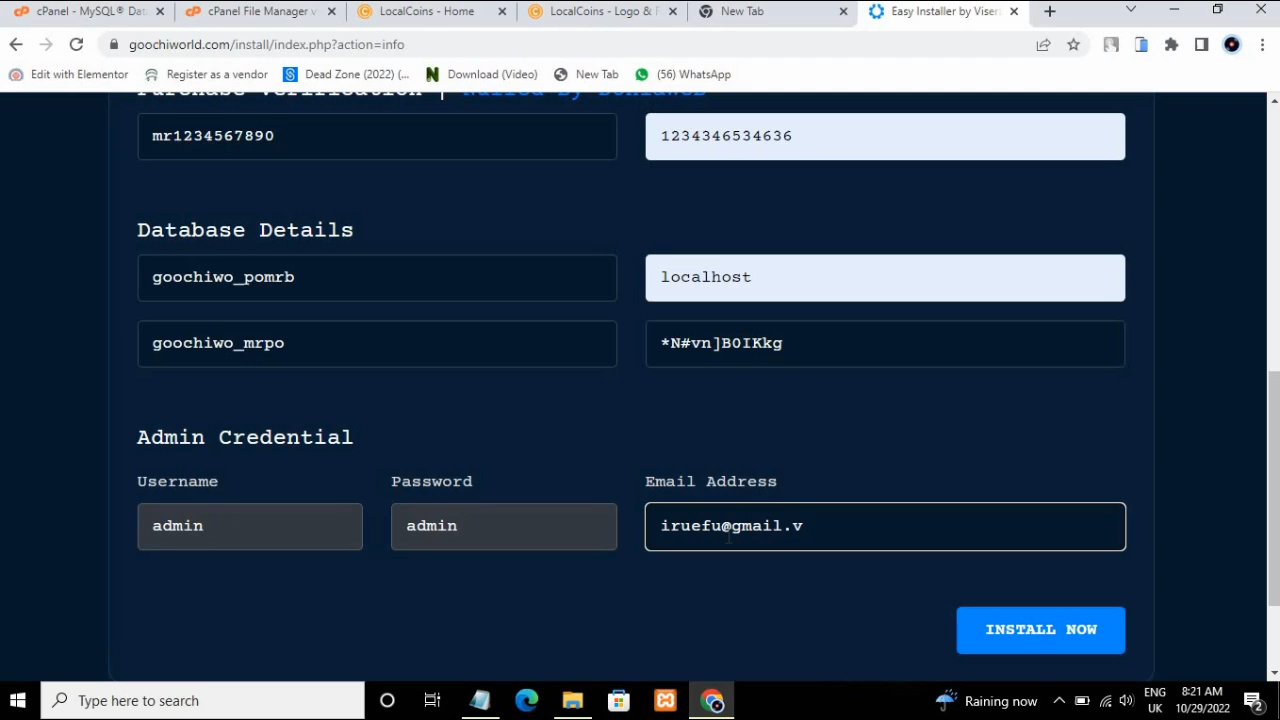 cPanel - MySQL® Dat
cPanel File Manager v
LocalCoins - Home
LocalCoins - Logo & F
New Tab
Easy Installer by Viser
goochiworld.com/install/index.php?action=info
Edit with Elementor
Register as a vendor
Dead Zone (2022) (...
Download (Video)
New Tab
(56) WhatsApp
Purchase Verification |
mr1234567890
1234346534636
Database Details
goochiwo_pomrb
localhost
goochiwo_mrpo
*N#vn]B0IKkg
Admin Credential
Username
Password
Email Address
admin
admin
iruefu@gmail.v
INSTALL NOW
Type here to search
Raining now
ENG
UK
8:21 AM
10/29/2022
2